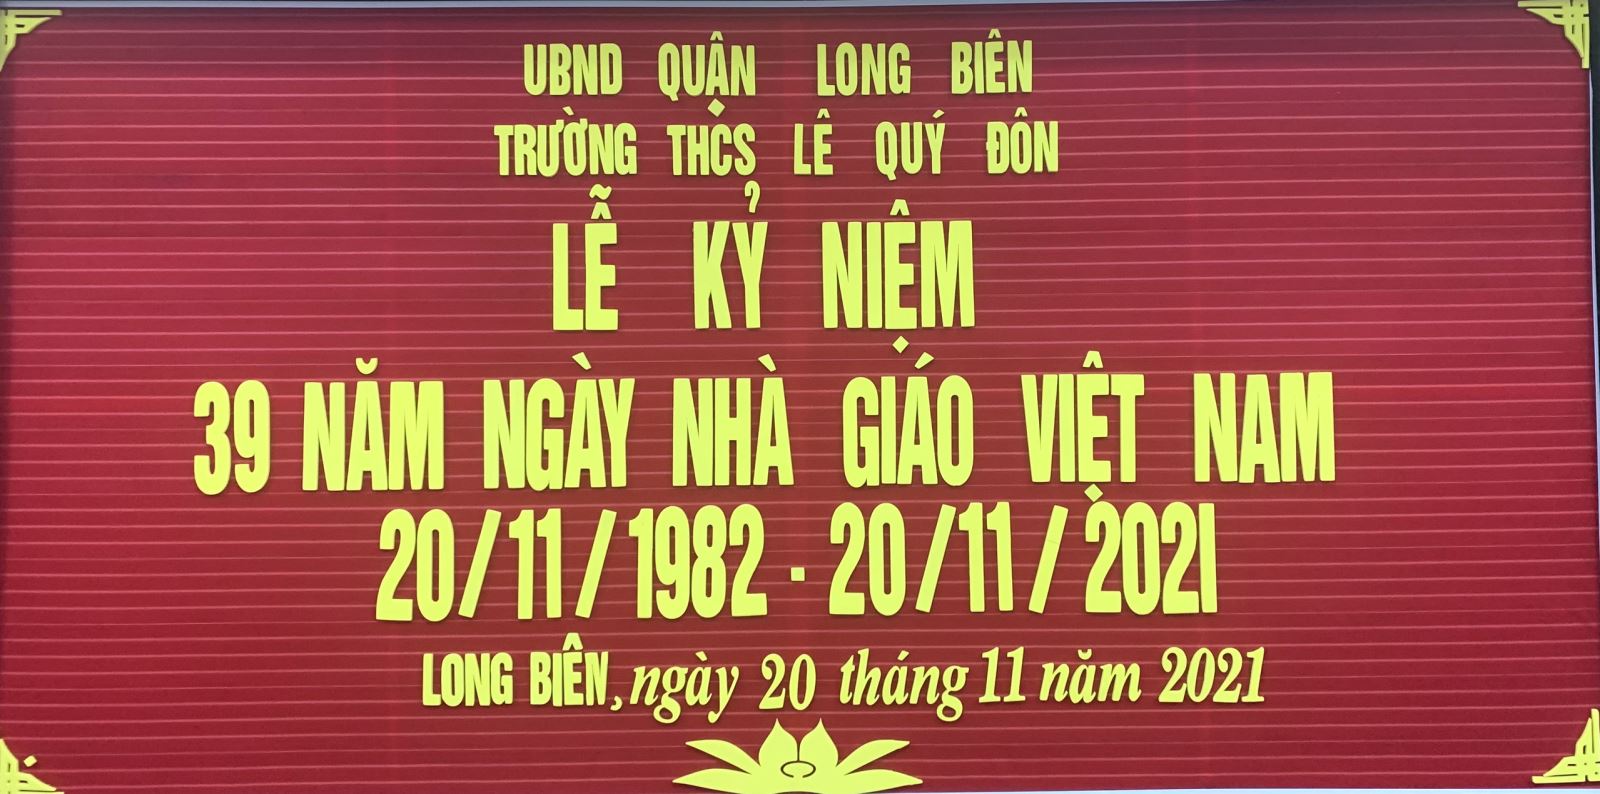 UBND QUẬN LONG BIÊN
TRƯỜNG THCS LÊ QUÝ ĐÔN
LỄ KỶ NIỆM
39 NĂM NGÀY NHÀ GIÁO VIỆT NAM
20/11/1982 - 20/11/2021
LONG BIÊN, ngày 20 tháng 11 năm 2021